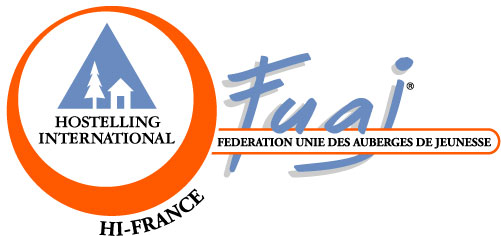 HOSTELLING
INTERNATIONAL
HI-FRANCE
Fuaj®
FEDERATION UNIE DES AUBERGES DE JEUNESSE